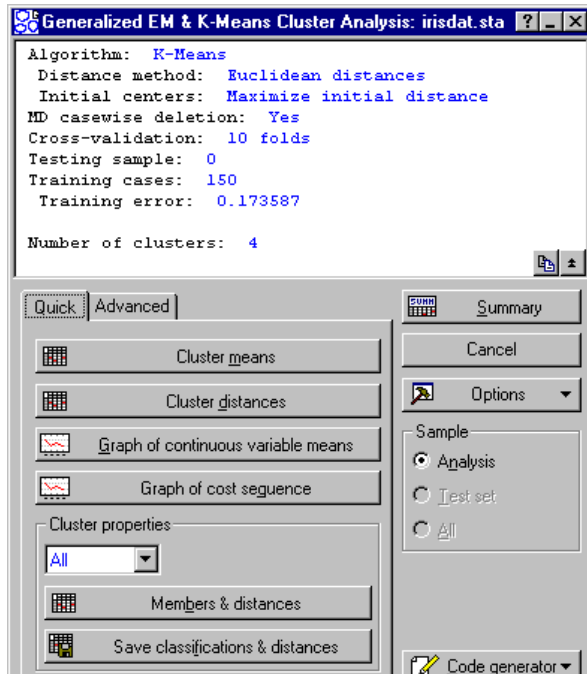 Generalized EM & K-Means Cluster Analysis: irisdat.sta
Algorithm: K-Means
Distance method: Euclidean distances
Initial centers: Maximize initial distance
MD casewise deletion: Yes
Cross-validation: 10 folds
Testing sample: 0
Training cases: 150
Training error: 0.173587
Number of clusters: 4
Quick
Advanced
Cluster means
Cluster distances
Graph of continuous variable means
Graph of cost sequence
Cluster properties
All
Members & distances
Save classifications & distances
SUMM
Summary
Cancel
Options
Sample
Analysis
Test set
All
Code generator